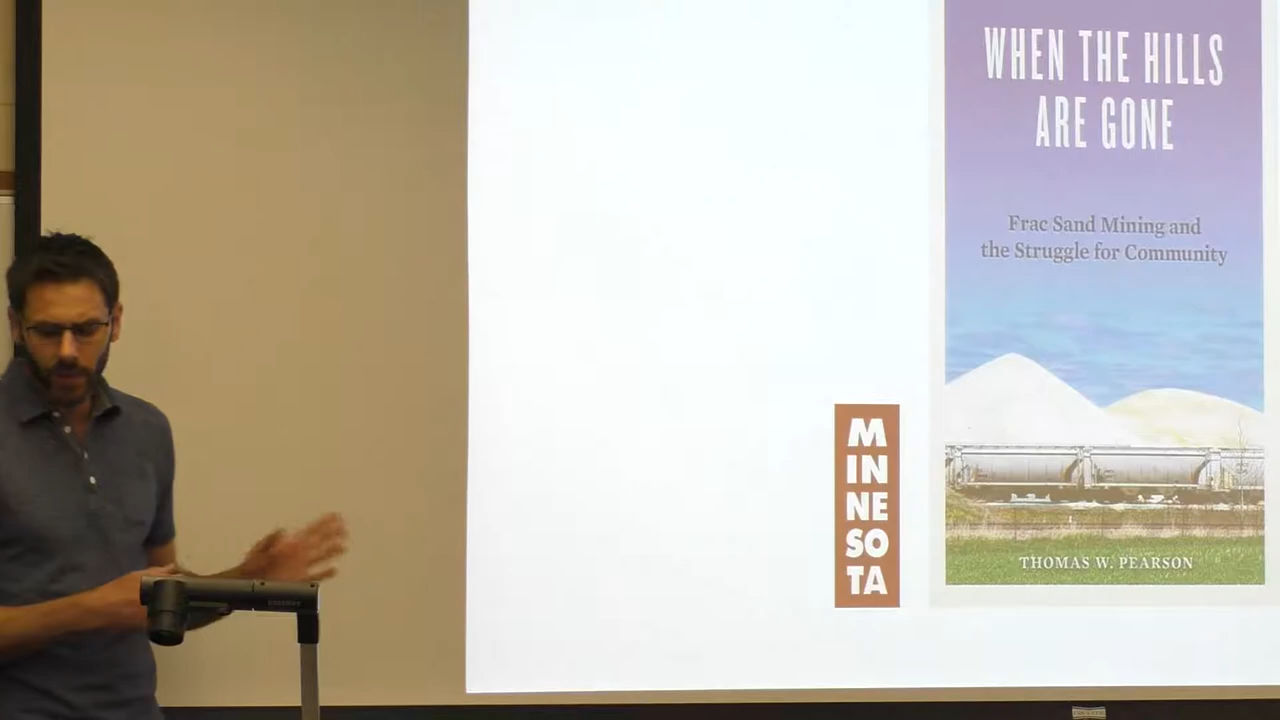 WHEN THE HILLS
ARE GONE
Frac Sand Mining and
the Struggle for Community
M
IN
NE
SO
TA
THOMAS W. PEARSON